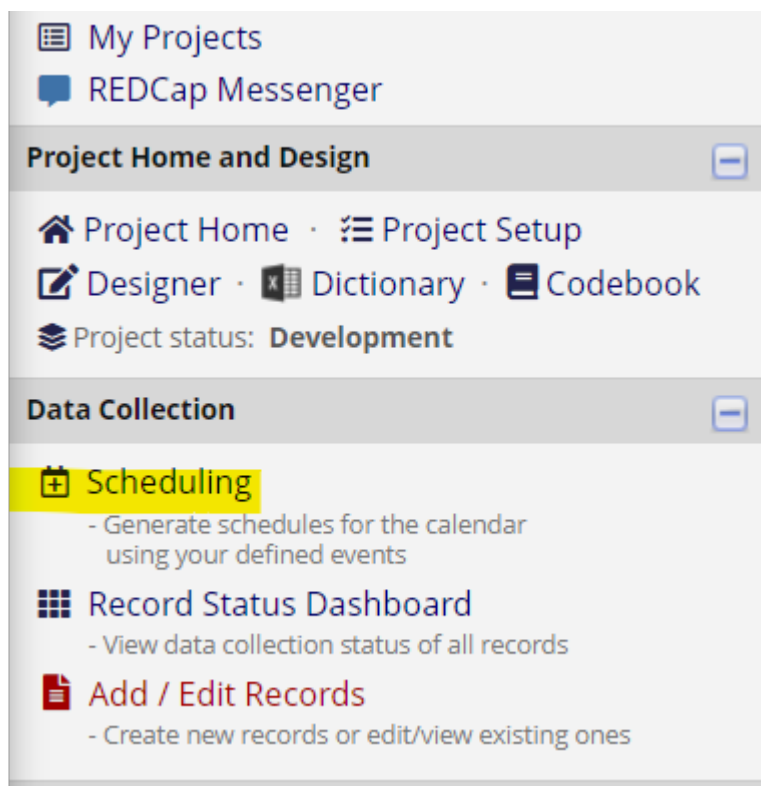 My Projects
REDCap Messenger
Project Home and Design
Project Home · Project Setup
Designer · Dictionary · Codebook
Project status: Development
Data Collection
Scheduling
- Generate schedules for the calendar
using your defined events
Record Status Dashboard
- View data collection status of all records
Add / Edit Records
- Create new records or edit/view existing ones